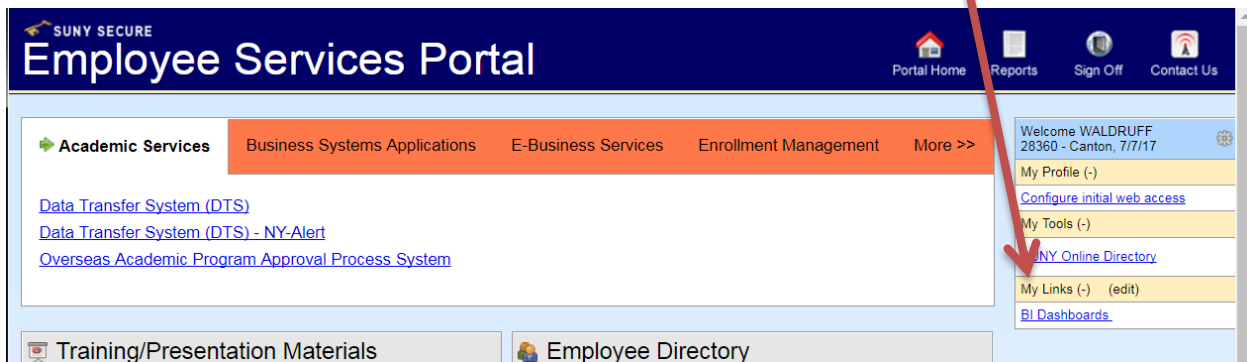 SUNY SECURE
Employee Services Portal
Portal Home
Reports
Sign Off
Contact Us
Academic Services
Business Systems Applications
E-Business Services
Enrollment Management
More >>
Data Transfer System (DTS)
Data Transfer System (DTS) - NY-Alert
Overseas Academic Program Approval Process System
Welcome WALDRUFF
28360 - Canton, 7/7/17
My Profile (-)
Configure initial web access
My Tools (-)
SUNY Online Directory
My Links (-) (edit)
BI Dashboards
Training/Presentation Materials
Employee Directory